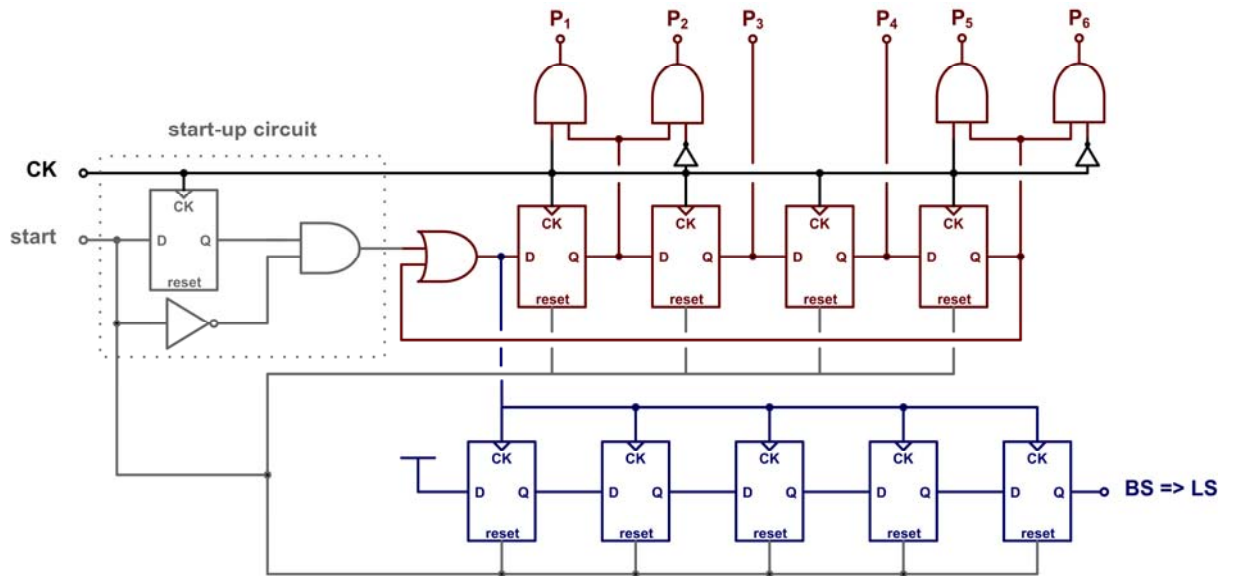 P1 P2 P3 P4 P5 P6
start-up circuit
CK
CK CK CK CK CK
start
D Q D Q D Q D Q D Q
reset reset reset reset reset
CK CK CK CK CK
D Q D Q D Q D Q D Q BS => LS
reset reset reset reset reset